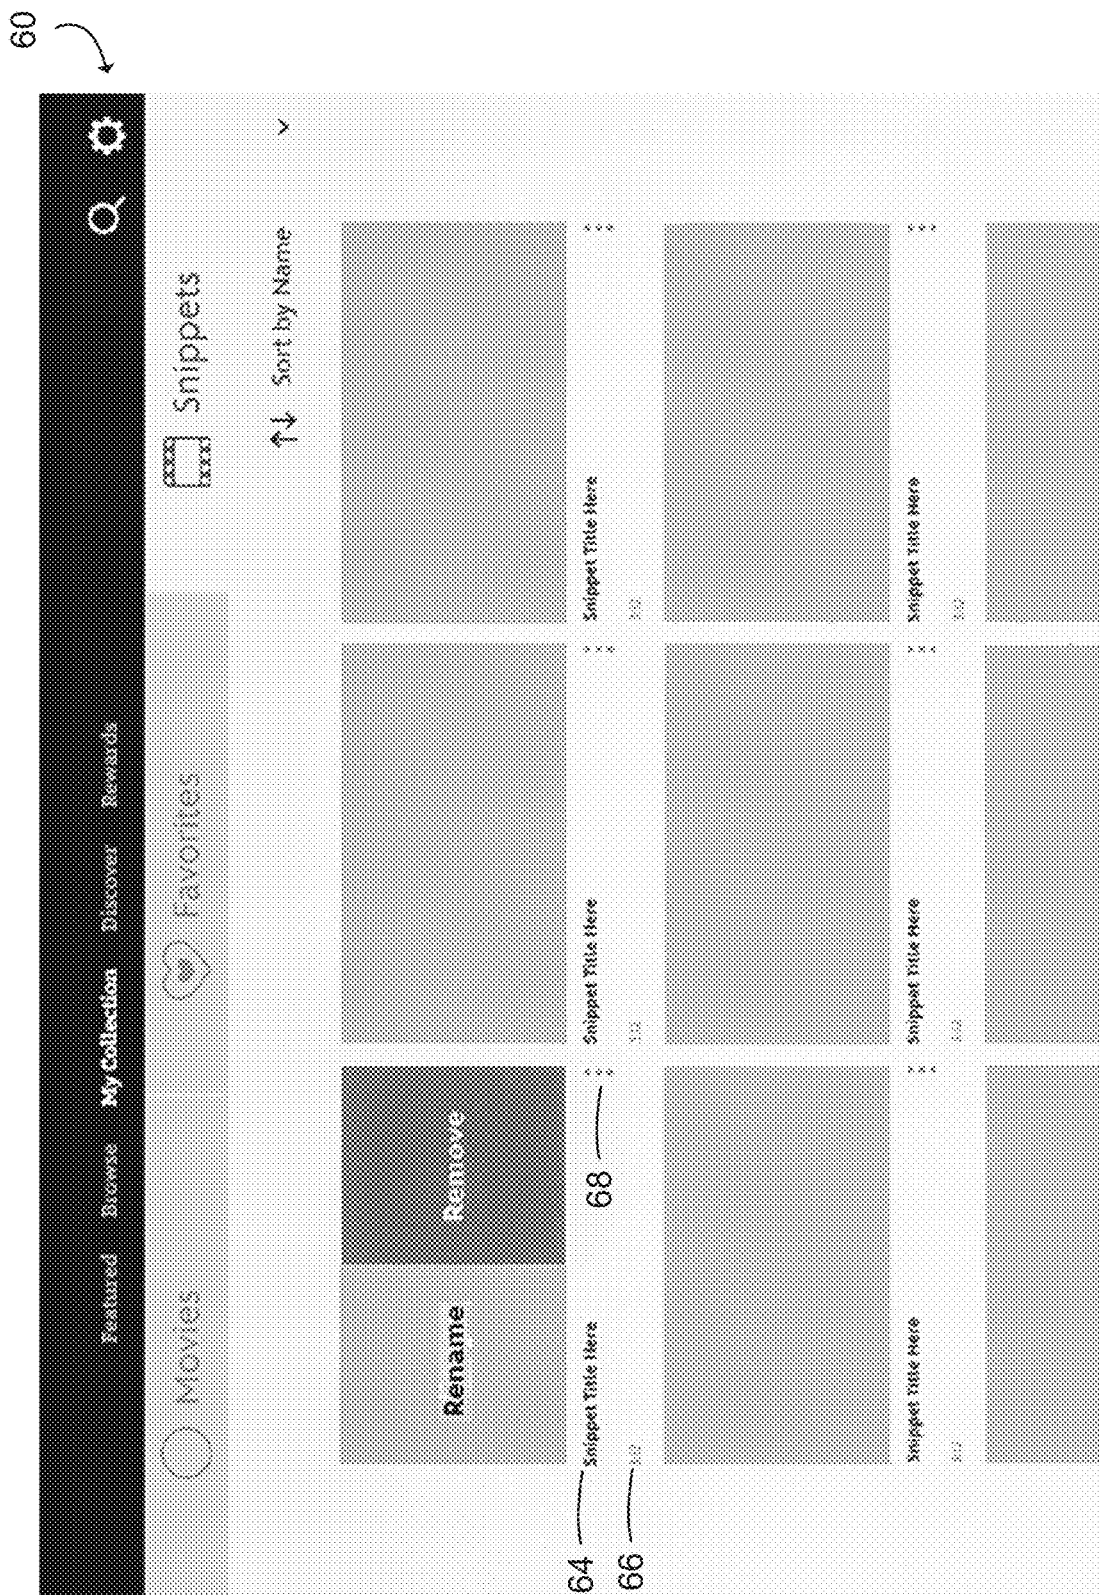 60
Featured Browse My Collection Discover Rewards
Movies Favorites Snippets
Sort by Name
Rename Remove
68
64 Snippet Title Here Snippet Title Here Snippet Title Here
66
Snippet Title Here Snippet Title Here Snippet Title Here